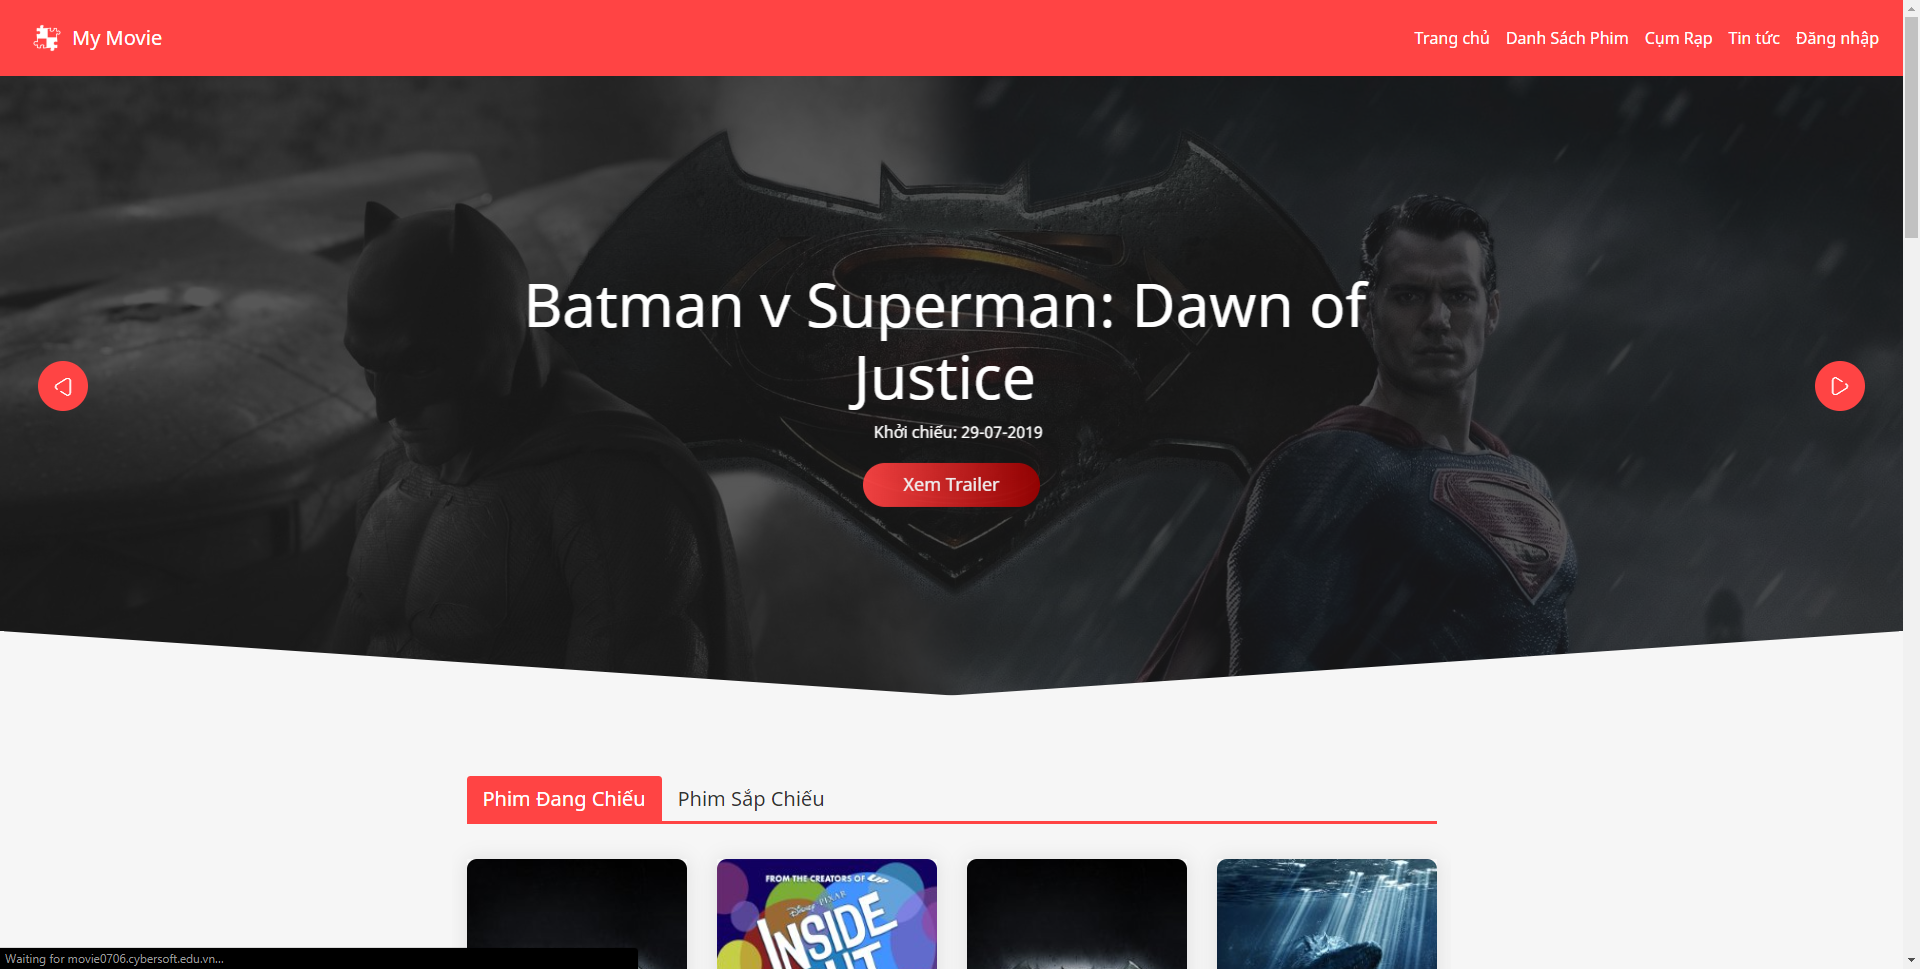 My Movie
Trang chủ
Danh Sách Phim
Cụm Rạp
Tin tức
Đăng nhập
Batman v Superman: Dawn of
Justice
Khởi chiếu: 29-07-2019
Xem Trailer
Phim Đang Chiếu
Phim Sắp Chiếu
FROM THE CREATORS OF UP
DISNEY PIXAR
INSIDE
OUT
Waiting for movie0706.cybersoft.edu.vn...